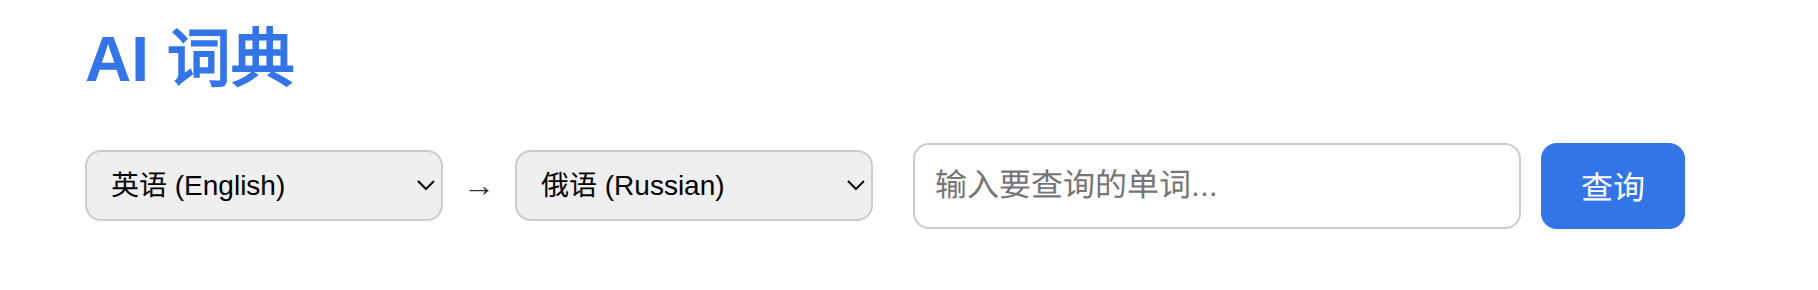 AI 词典
英语 (English) → 俄语 (Russian) 输入要查询的单词... 查询